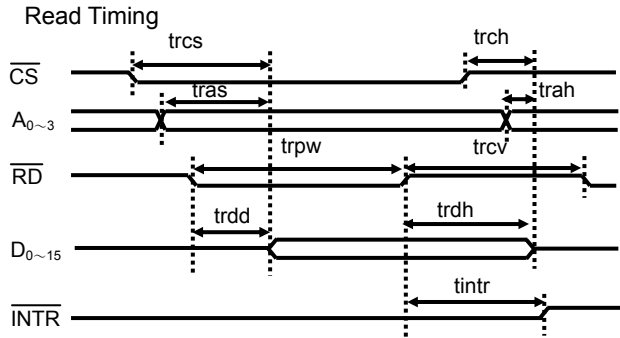 Read Timing
trcs
trch
CS
tras
trah
A0~3
trpw
trcv
RD
trdd
trdh
D0~15
tintr
INTR